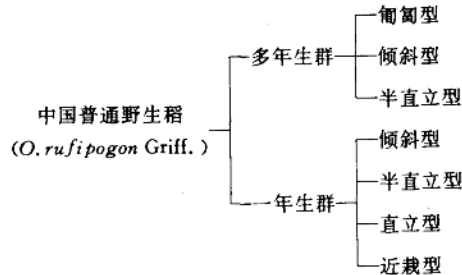 中国普通野生稻
(O. rufipogon Griff.)
多年生群
匍匐型
倾斜型
半直立型
一年生群
倾斜型
半直立型
直立型
近栽型